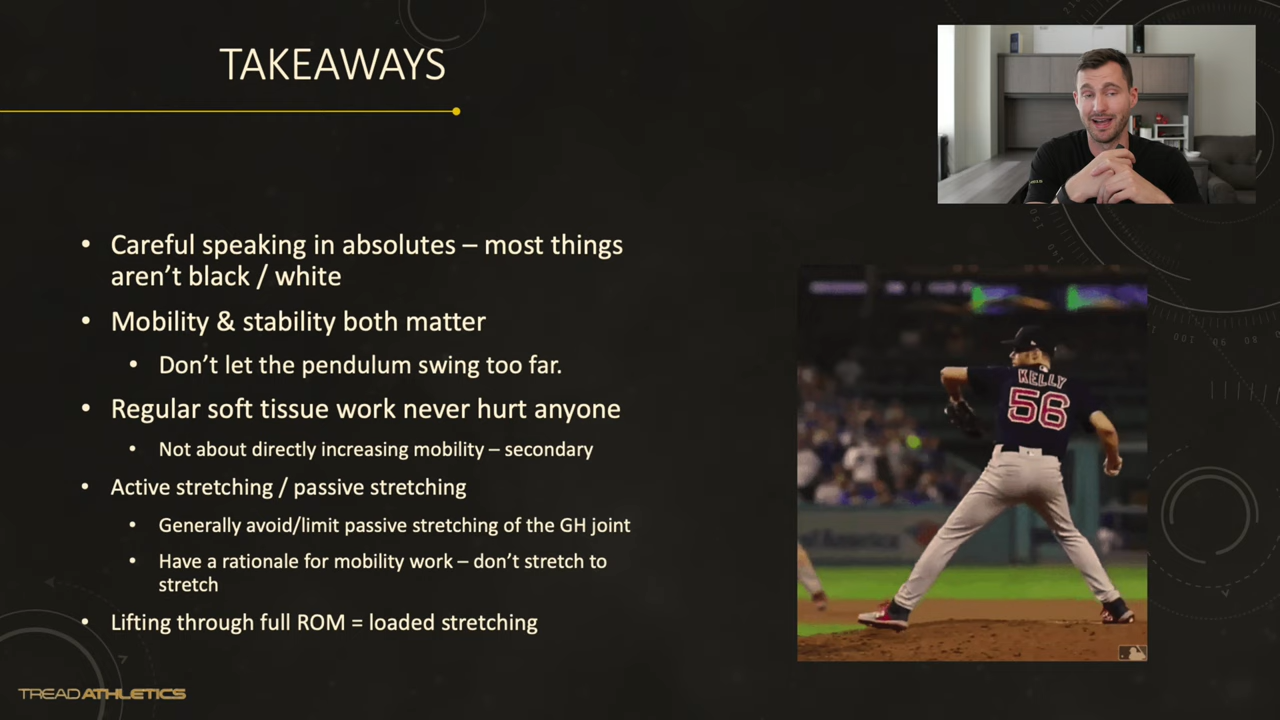 TAKEAWAYS
• Careful speaking in absolutes – most things
aren’t black / white
• Mobility & stability both matter
• Don’t let the pendulum swing too far.
• Regular soft tissue work never hurt anyone
• Not about directly increasing mobility – secondary
• Active stretching / passive stretching
• Generally avoid/limit passive stretching of the GH joint
• Have a rationale for mobility work – don’t stretch to
stretch
• Lifting through full ROM = loaded stretching
KELLY
56
TREADATHLETICS